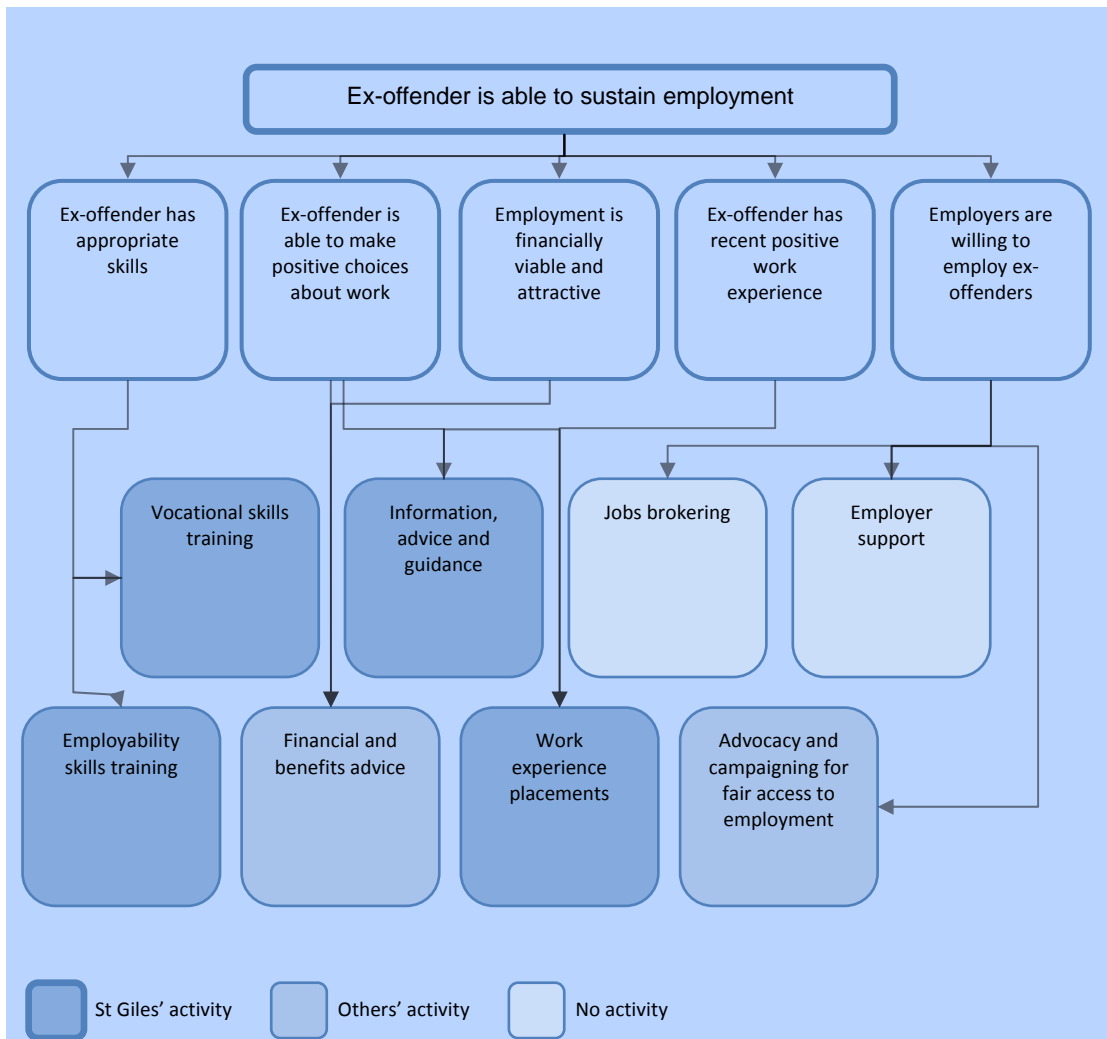 Ex-offender is able to sustain employment
Ex-offender has
appropriate
skills
Ex-offender is
able to make
positive choices
about work
Employment is
financially
viable and
attractive
Ex-offender has
recent positive
work
experience
Employers are
willing to
employ ex-
offenders
Vocational skills
training
Information,
advice and
guidance
Jobs brokering
Employer
support
Employability
skills training
Financial and
benefits advice
Work
experience
placements
Advocacy and
campaigning for
fair access to
employment
St Giles’ activity
Others’ activity
No activity